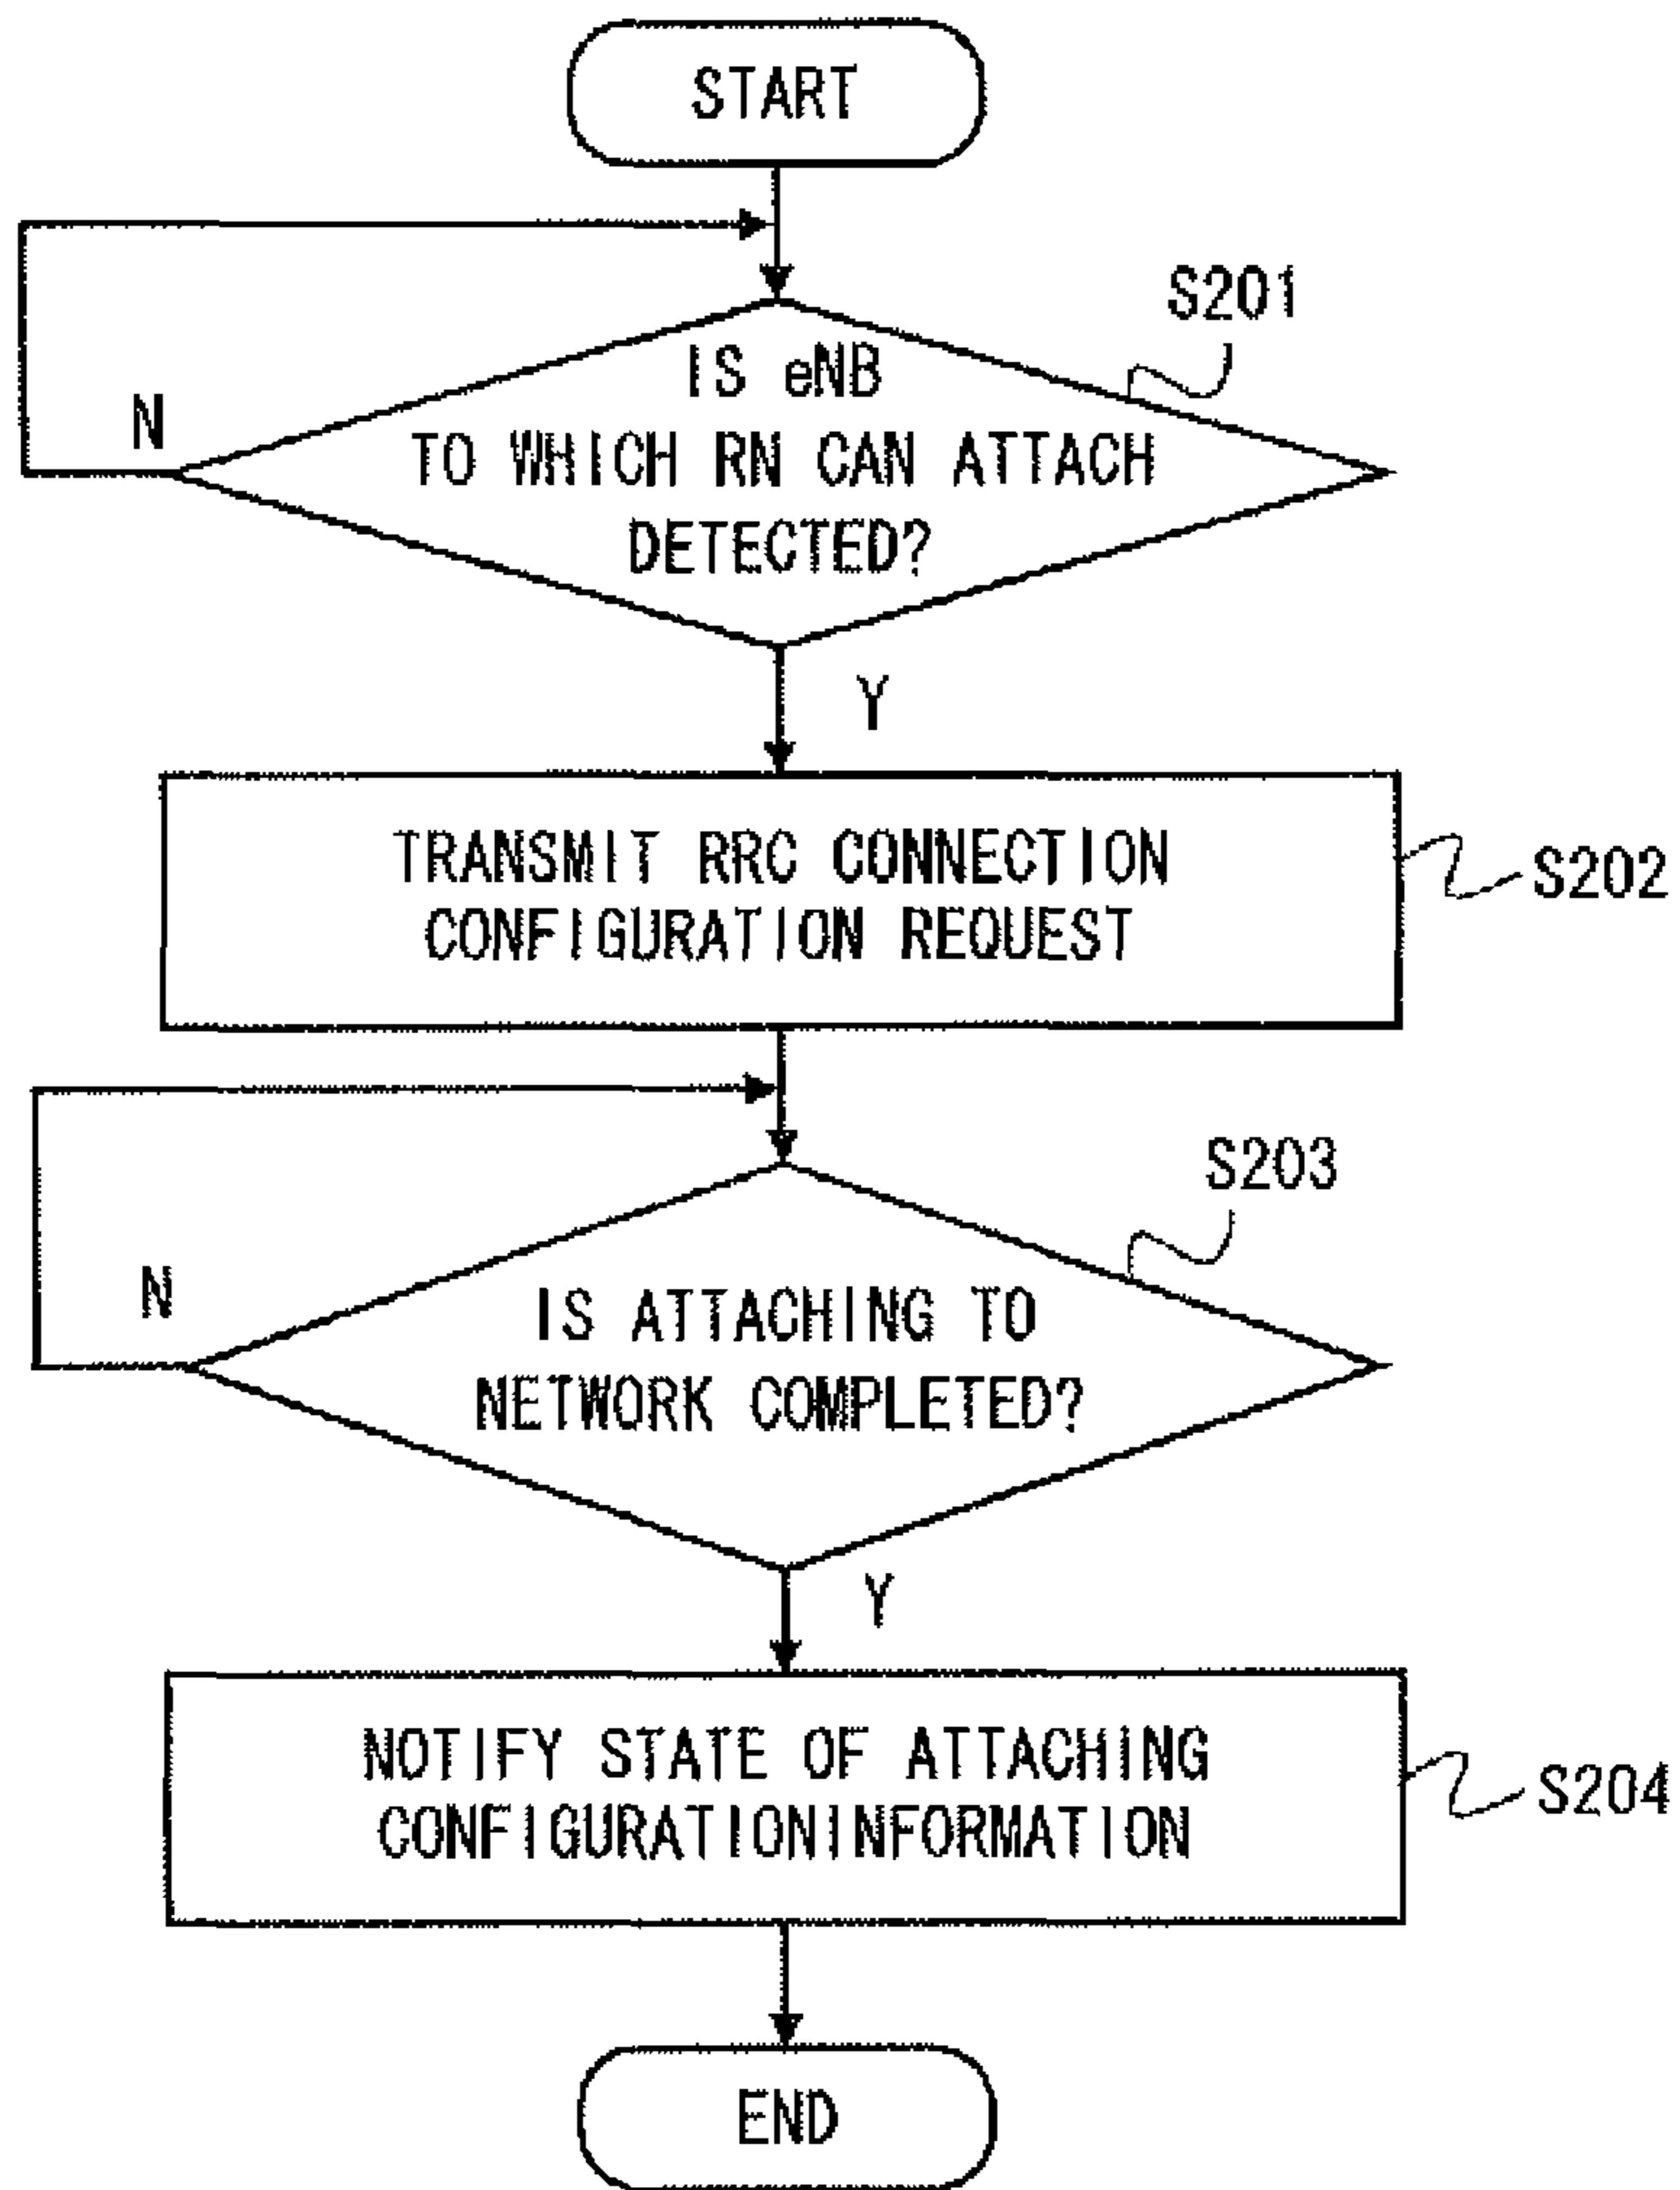 START
S201
N
IS eNB
TO WHICH RN CAN ATTACH
DETECTED?
Y
TRANSMIT RRC CONNECTION
CONFIGURATION REQUEST
S202
S203
N
IS ATTACHING TO
NETWORK COMPLETED?
Y
NOTIFY STATE OF ATTACHING
CONFIGURATIONINFORMATION
S204
END